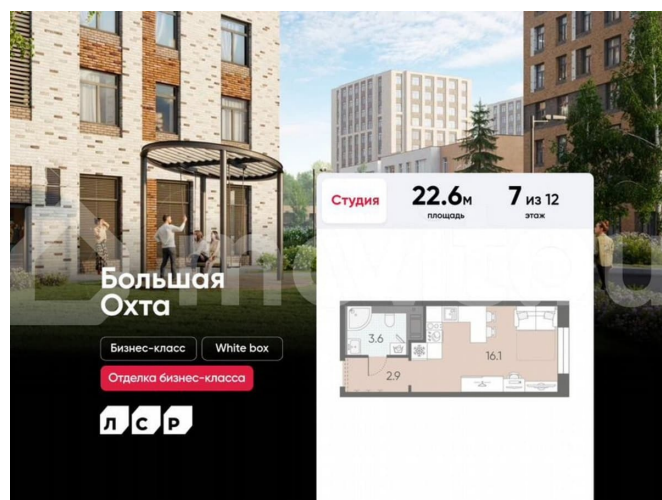 Студия
22.6м
площадь
7 из 12
этаж
Большая
Охта
Бизнес-класс
White box
Отделка бизнес-класса
ЛСР
3.6
16.1
2.9